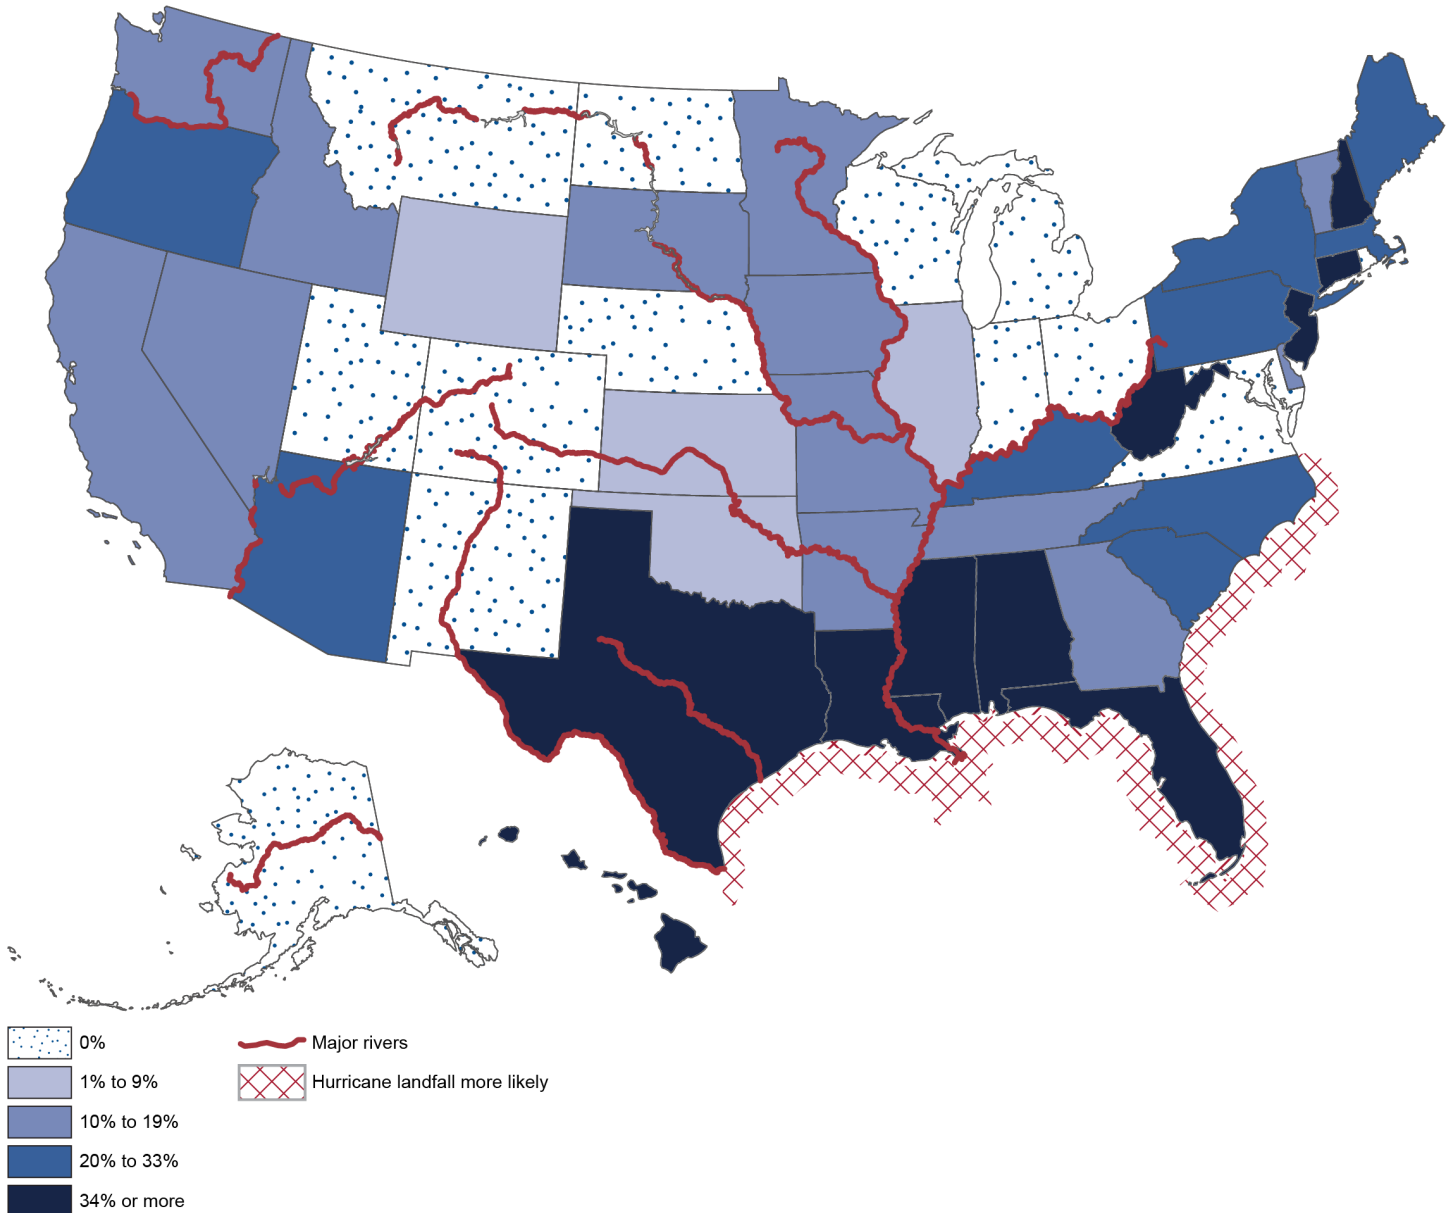 0%
1% to 9%
10% to 19%
20% to 33%
34% or more
Major rivers
Hurricane landfall more likely